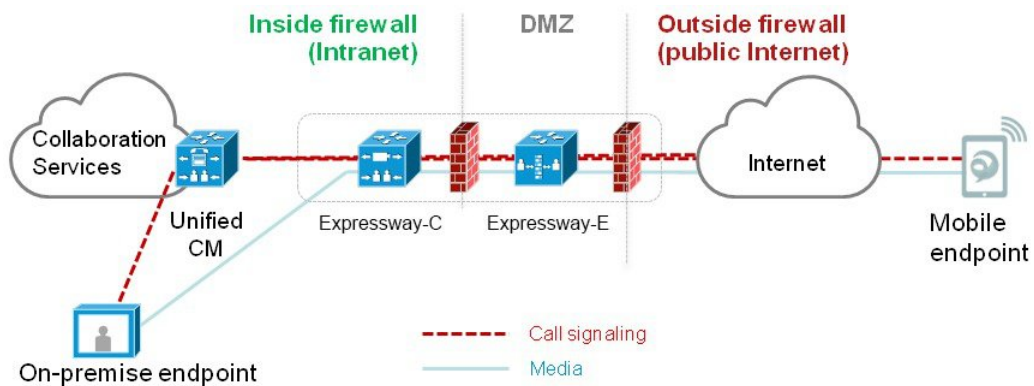 Inside firewall
(Intranet)
DMZ
Outside firewall
(public Internet)
Collaboration
Services
Unified
CM
Expressway-C
Expressway-E
Internet
Mobile
endpoint
On-premise endpoint
Call signaling
Media